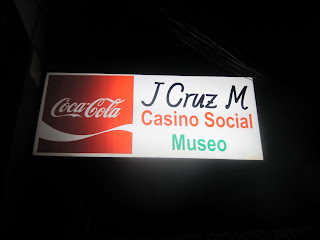 Coca-Cola
J Cruz M
Casino Social
Museo